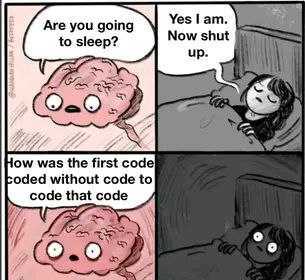 Are you going
to sleep?
Yes I am.
Now shut
up.
How was the first code
coded without code to
code that code